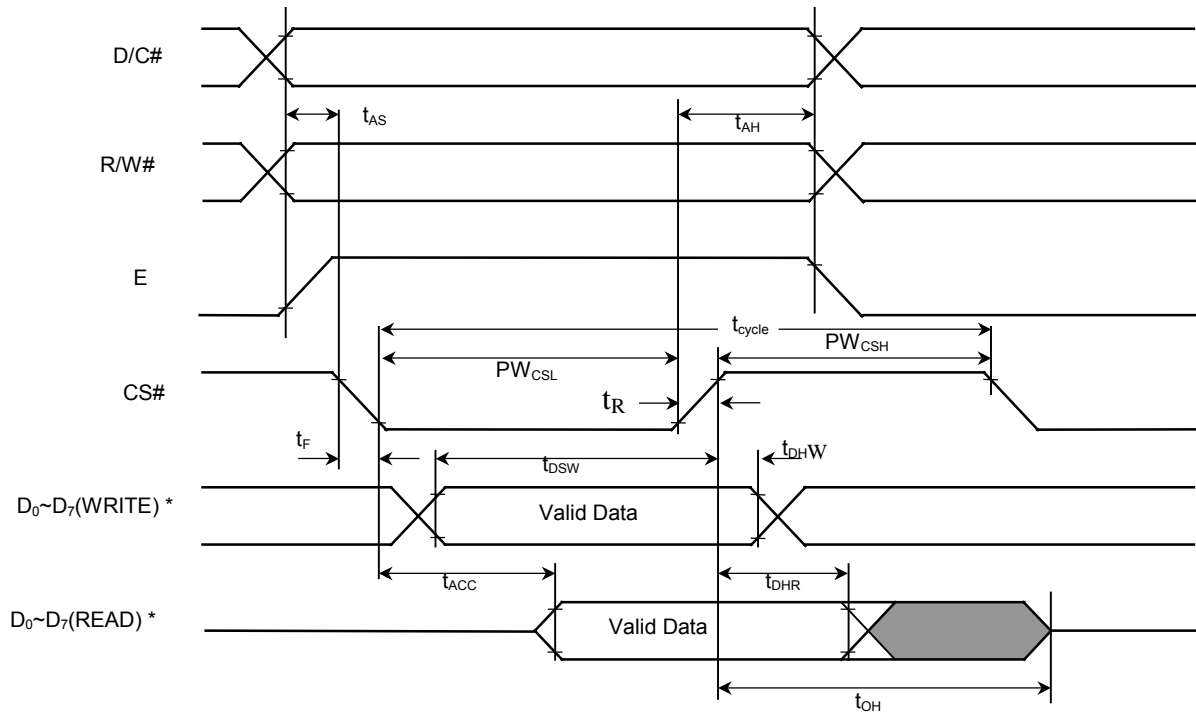 D/C#
tAS
tAH
R/W#
E
tcycle
PWCSH
PWCSL
CS#
tR
tF
tDSW
tDHW
D0~D7(WRITE) *
Valid Data
tACC
tDHR
D0~D7(READ) *
Valid Data
tOH